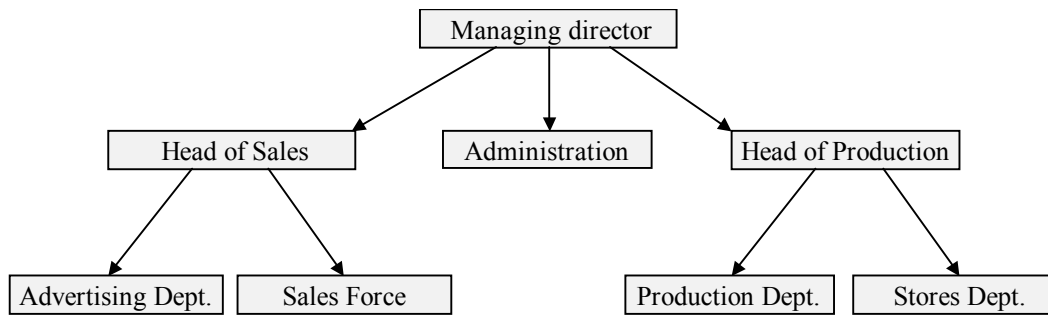 Managing director
Head of Sales
Administration
Head of Production
Advertising Dept.
Sales Force
Production Dept.
Stores Dept.